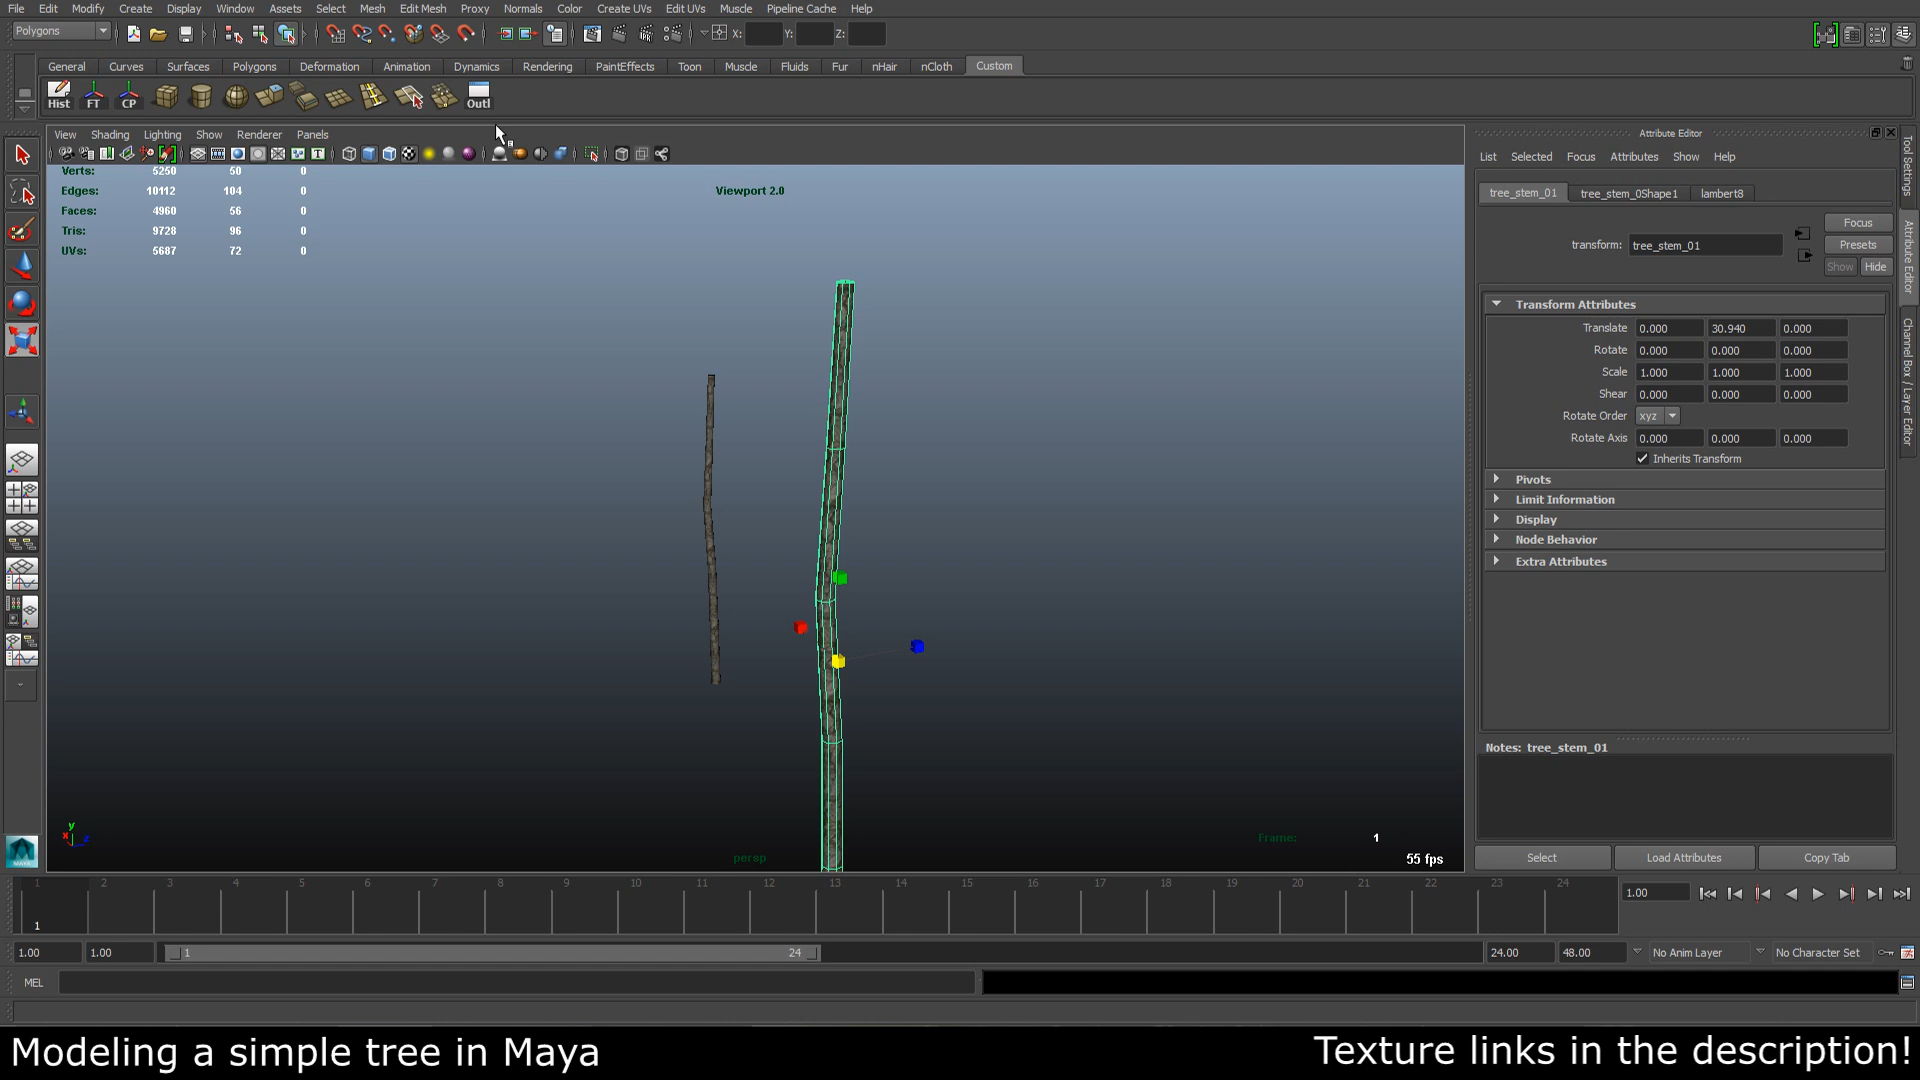 File Edit Modify Create Display Window Assets Select Mesh Edit Mesh Proxy Normals Color Create UVs Edit UVs Muscle Pipeline Cache Help
Polygons X: Y: Z:
General Curves Surfaces Polygons Deformation Animation Dynamics Rendering PaintEffects Toon Muscle Fluids Fur nHair nCloth Custom
Hist FT CP Outl
View Shading Lighting Show Renderer Panels
Verts: 5250 50 0
Edges: 10112 104 0
Faces: 4960 56 0
Tris: 9728 96 0
UVs: 5687 72 0
Viewport 2.0
y
x z
persp
Frame: 1
55 fps
Attribute Editor
List Selected Focus Attributes Show Help
tree_stem_01 tree_stem_0Shape1 lambert8
transform: tree_stem_01
Focus
Presets
Show Hide
Transform Attributes
Translate 0.000 30.940 0.000
Rotate 0.000 0.000 0.000
Scale 1.000 1.000 1.000
Shear 0.000 0.000 0.000
Rotate Order xyz
Rotate Axis 0.000 0.000 0.000
Inherits Transform
Pivots
Limit Information
Display
Node Behavior
Extra Attributes
Notes: tree_stem_01
Select Load Attributes Copy Tab
Tool Settings
Attribute Editor
Channel Box / Layer Editor
MAYA
1 2 3 4 5 6 7 8 9 10 11 12 13 14 15 16 17 18 19 20 21 22 23 24
1
1.00
1.00 1.00 1 24 24.00 48.00 No Anim Layer No Character Set
MEL
Modeling a simple tree in Maya
Texture links in the description!